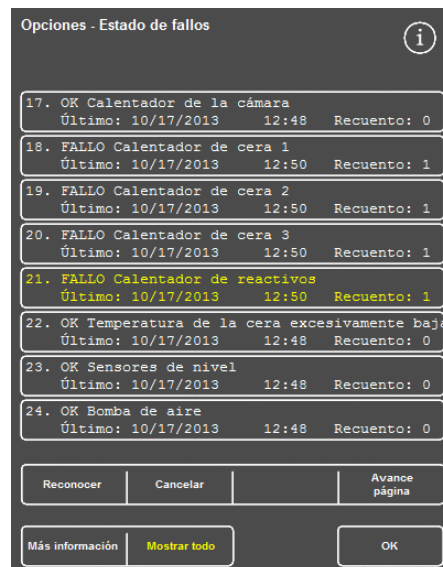 Opciones - Estado de fallos
i
17. OK Calentador de la cámara
Último: 10/17/2013 12:48 Recuento: 0
18. FALLO Calentador de cera 1
Último: 10/17/2013 12:50 Recuento: 1
19. FALLO Calentador de cera 2
Último: 10/17/2013 12:50 Recuento: 1
20. FALLO Calentador de cera 3
Último: 10/17/2013 12:50 Recuento: 1
21. FALLO Calentador de reactivos
Último: 10/17/2013 12:50 Recuento: 1
22. OK Temperatura de la cera excesivamente baj
Último: 10/17/2013 12:48 Recuento: 0
23. OK Sensores de nivel
Último: 10/17/2013 12:48 Recuento: 0
24. OK Bomba de aire
Último: 10/17/2013 12:48 Recuento: 0
Reconocer Cancelar Avance
página
Más información Mostrar todo OK